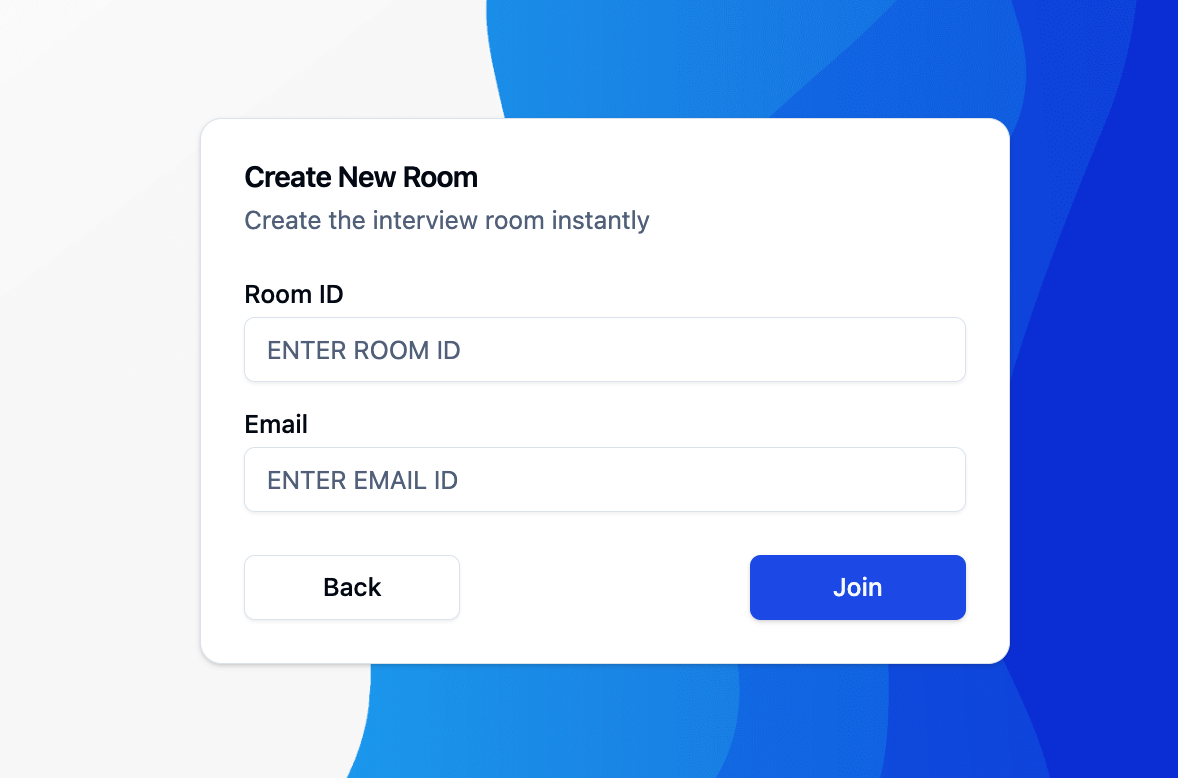 Create New Room
Create the interview room instantly
Room ID
ENTER ROOM ID
Email
ENTER EMAIL ID
Back
Join